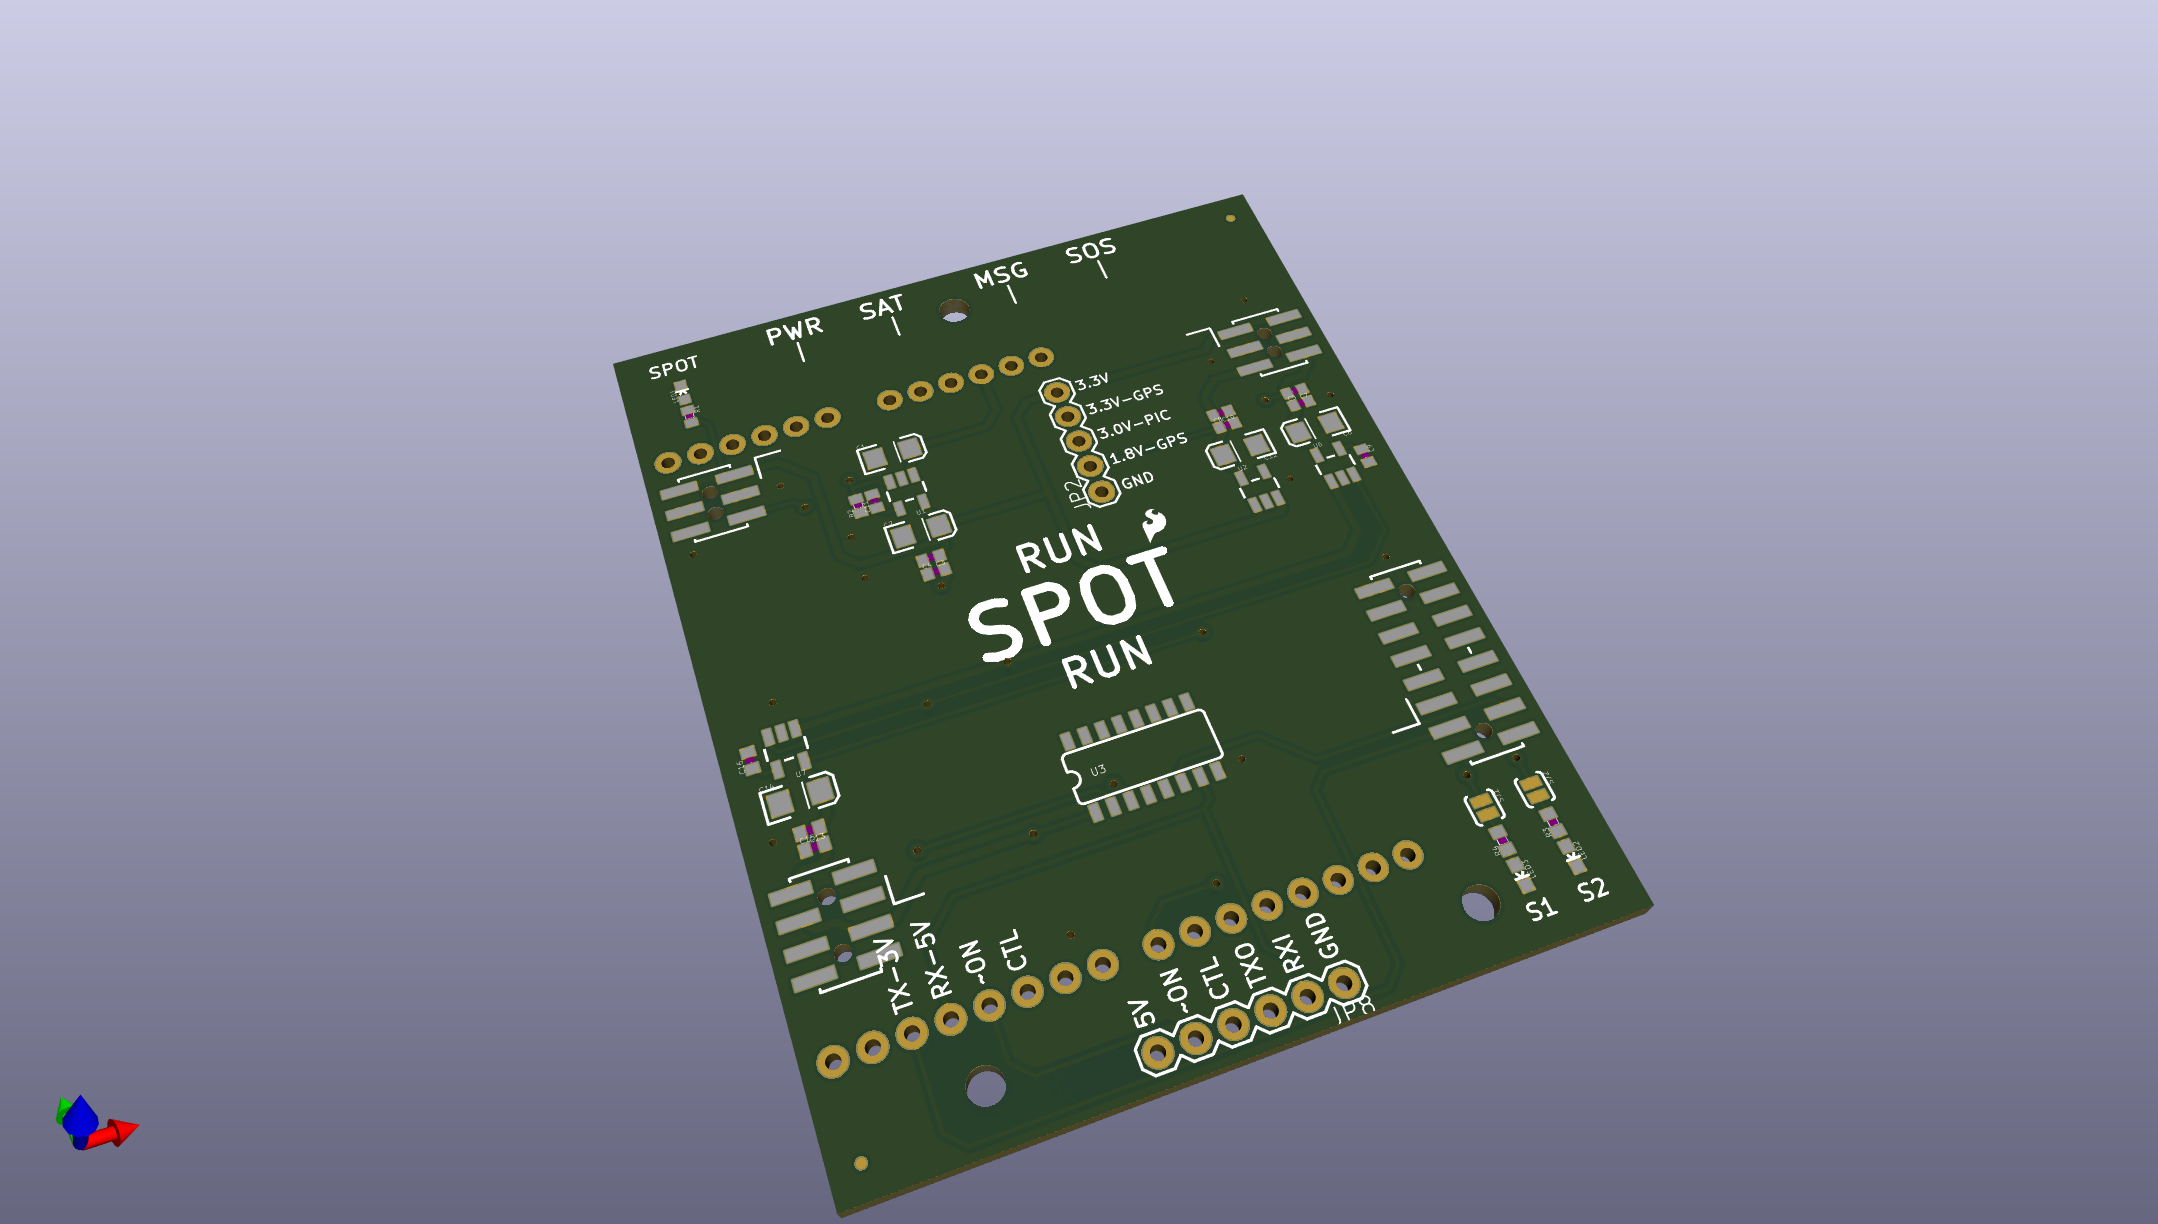 SOS
MSG
SAT
PWR
SPOT
3.3V
3.3V-GPS
3.0V-PIC
1.8V-GPS
GND
JP2
RUN
SPOT
RUN
U3
TX-3V
RX-5V
~ON
CTL
5V
~ON
CTL
TXO
RXI
GND
JP8
S1
S2